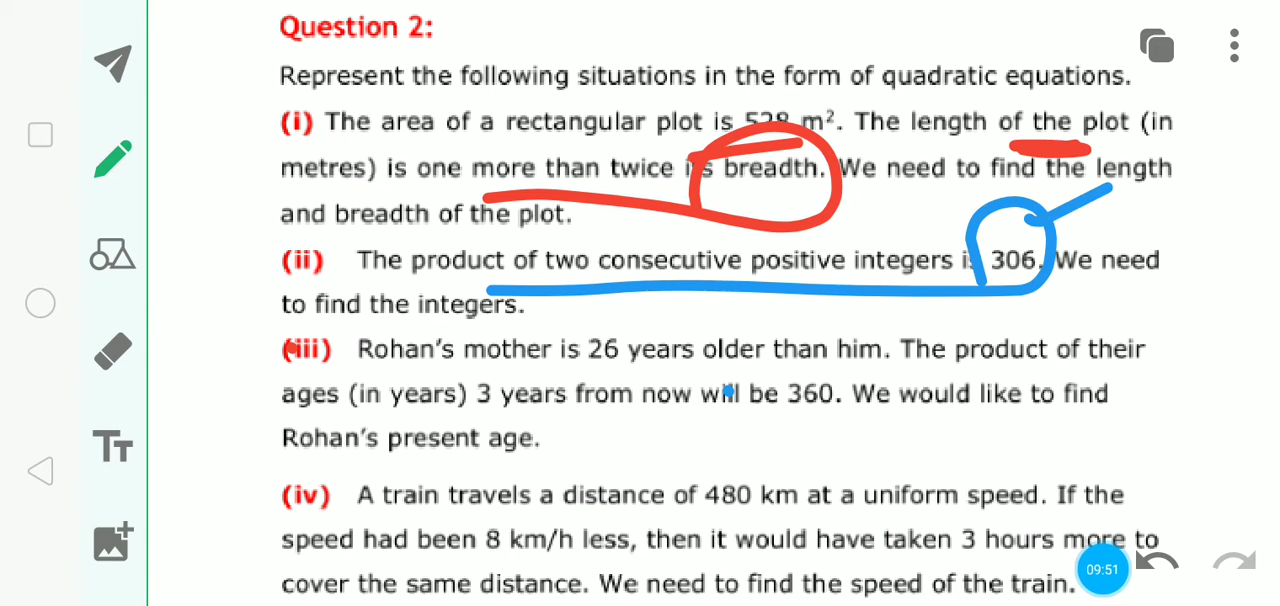 Question 2:
Represent the following situations in the form of quadratic equations.
(i) The area of a rectangular plot is 528 m². The length of the plot (in
metres) is one more than twice its breadth. We need to find the length
and breadth of the plot.
(ii) The product of two consecutive positive integers is 306. We need
to find the integers.
(iii) Rohan's mother is 26 years older than him. The product of their
ages (in years) 3 years from now will be 360. We would like to find
Rohan's present age.
(iv) A train travels a distance of 480 km at a uniform speed. If the
speed had been 8 km/h less, then it would have taken 3 hours more to
cover the same distance. We need to find the speed of the train.
09:51
TT